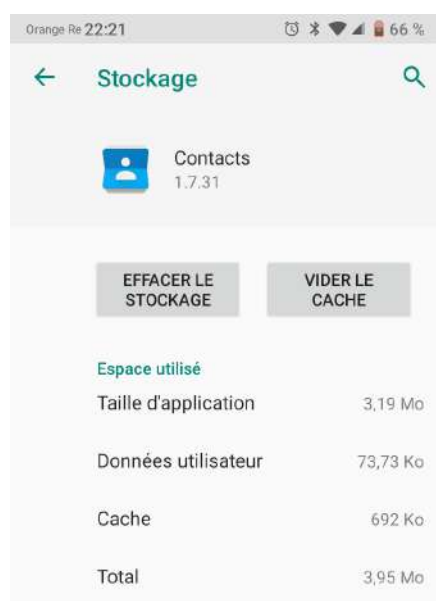 Orange Re 22:21 66 %
Stockage
Contacts
1.7.31
EFFACER LE
STOCKAGE
VIDER LE
CACHE
Espace utilisé
Taille d'application 3,19 Mo
Données utilisateur 73,73 Ko
Cache 692 Ko
Total 3,95 Mo